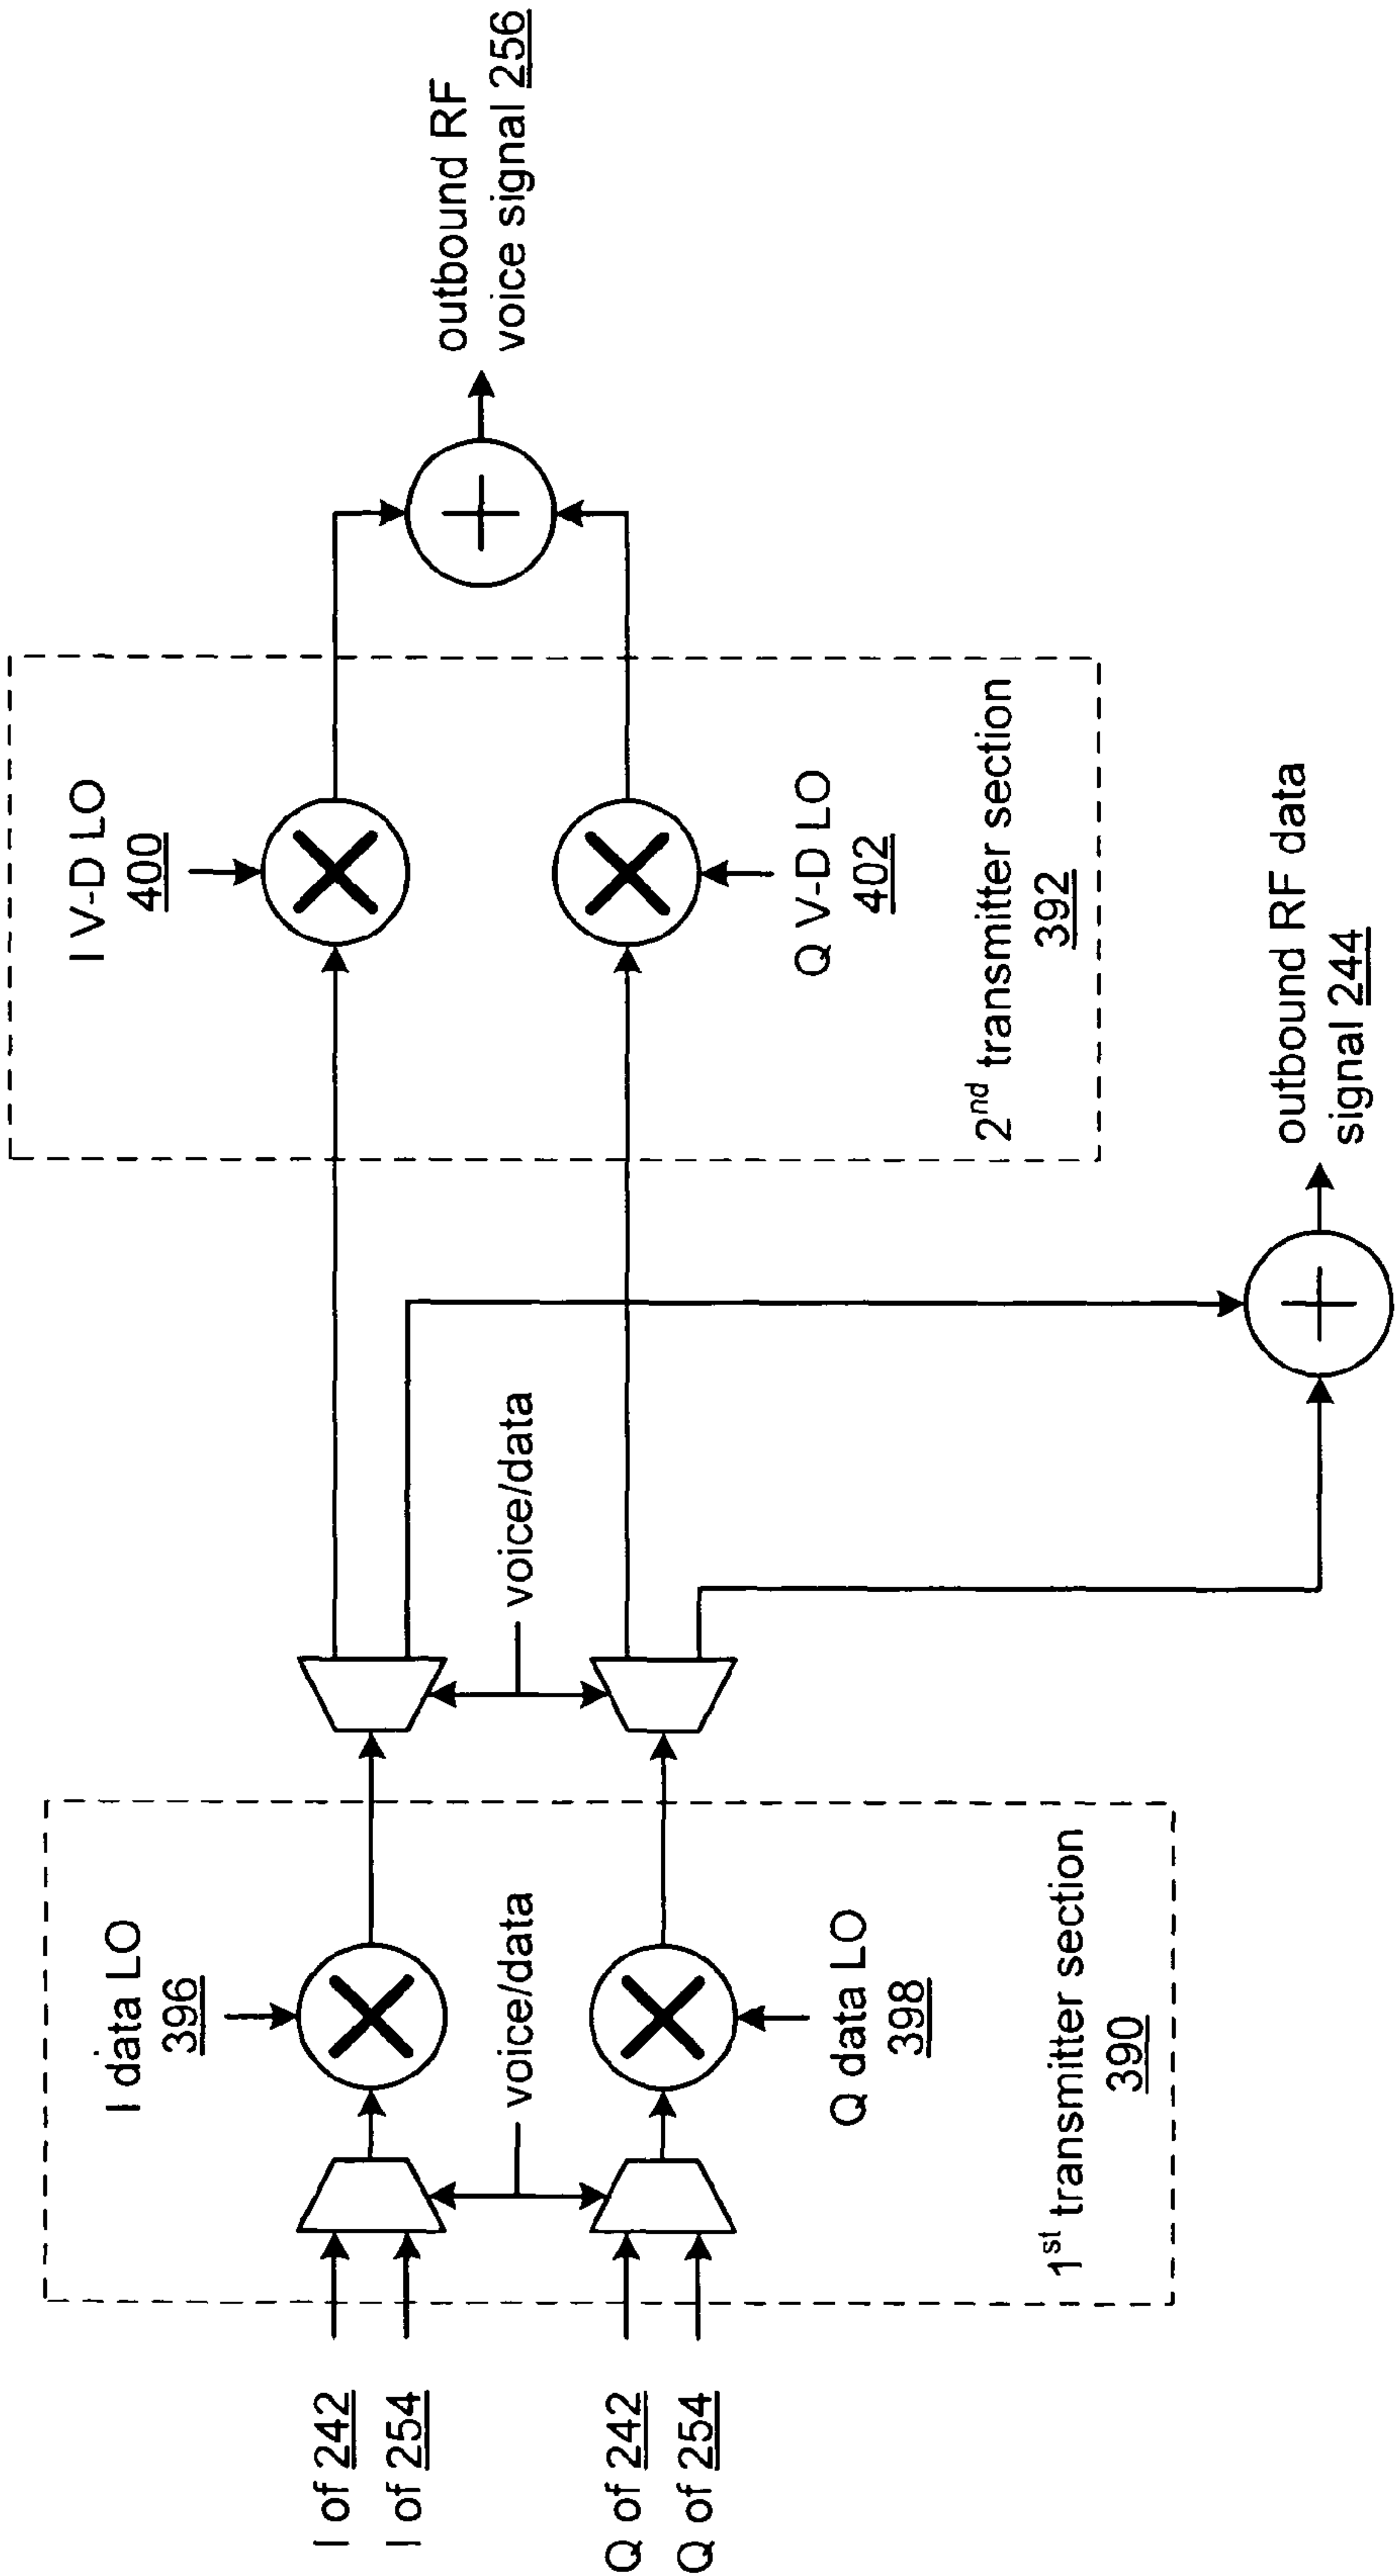 I of 242
I of 254
Q of 242
Q of 254
I data LO
396
voice/data
Q data LO
398
1st transmitter section
390
voice/data
I V-D LO
400
Q V-D LO
402
2nd transmitter section
392
outbound RF
voice signal 256
outbound RF data
signal 244